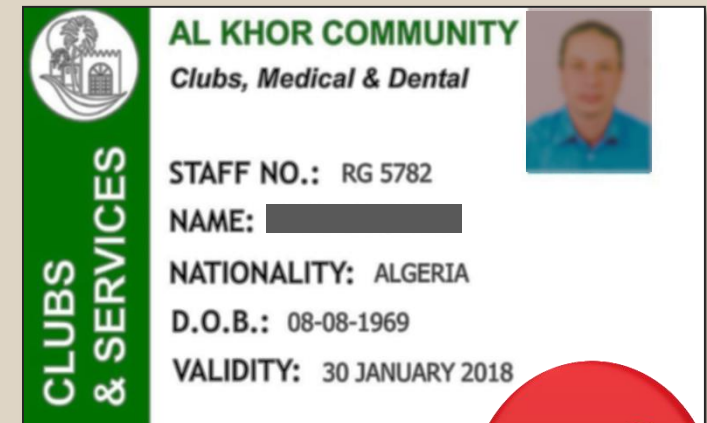 AL KHOR COMMUNITY
Clubs, Medical & Dental
CLUBS
& SERVICES
STAFF NO.: RG 5782
NAME:
NATIONALITY: ALGERIA
D.O.B.: 08-08-1969
VALIDITY: 30 JANUARY 2018